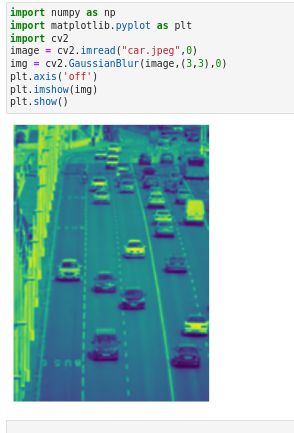 import numpy as np
import matplotlib.pyplot as plt
import cv2
image = cv2.imread("car.jpeg",0)
img = cv2.GaussianBlur(image,(3,3),0)
plt.axis('off')
plt.imshow(img)
plt.show()
BUS